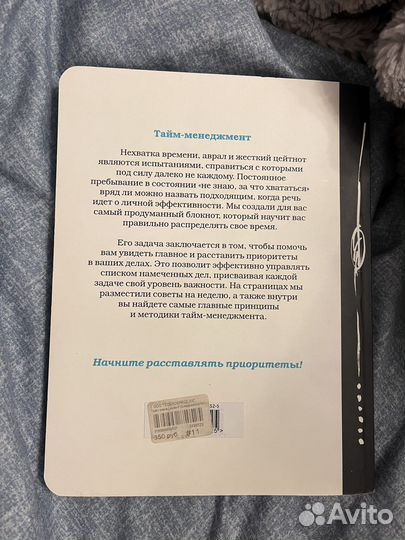 Тайм-менеджмент
Нехватка времени, аврал и жесткий цейтнот
являются испытаниями, справиться с которыми
под силу далеко не каждому. Постоянное
пребывание в состоянии «не знаю, за что хвататься»
вряд ли можно назвать подходящим, когда речь
идет о личной эффективности. Мы создали для вас
самый продуманный блокнот, который научит вас
правильно распределять свое время.
Его задача заключается в том, чтобы помочь
вам увидеть главное и расставить приоритеты
в ваших делах. Это позволит эффективно управлять
списком намеченных дел, присваивая каждой
задаче свой уровень важности. На страницах мы
разместили советы на неделю, а также внутри
вы найдете самые главные принципы
и методики тайм-менеджмента.
Начните расставлять приоритеты!
52-5
350 руб
#11
Avito